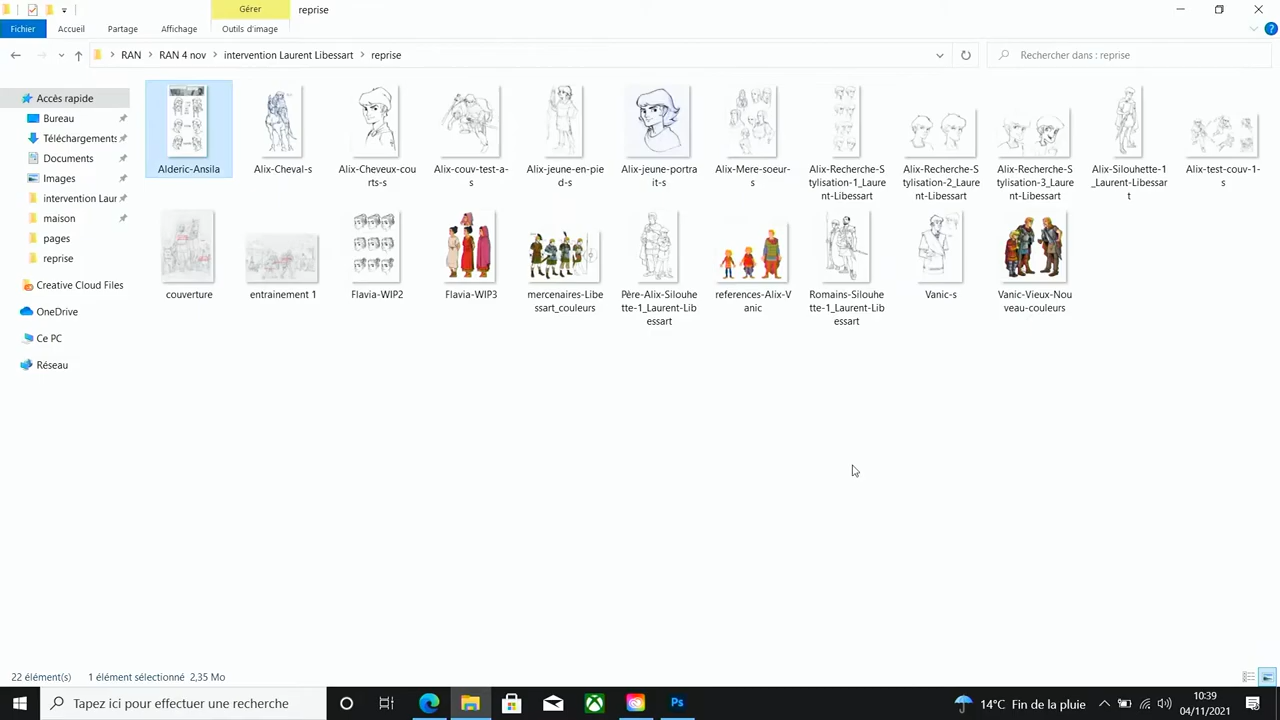 Gérer
reprise
Fichier
Accueil
Partage
Affichage
Outils d'image
RAN
RAN 4 nov
intervention Laurent Libessart
reprise
Rechercher dans : reprise
Accès rapide
Bureau
Téléchargements
Documents
Images
intervention Laur
maison
pages
reprise
Creative Cloud Files
OneDrive
Ce PC
Réseau
Alderic-Ansila
Alix-Cheval-s
Alix-Cheveux-cou
rts-s
Alix-couv-test-a-
s
Alix-jeune-en-pie
d-s
Alix-jeune-portra
it-s
Alix-Mere-soeur-
s
Alix-Recherche-S
tylisation-1_Laure
nt-Libessart
Alix-Recherche-S
tylisation-2_Laure
nt-Libessart
Alix-Recherche-S
tylisation-3_Laure
nt-Libessart
Alix-Silouhette-1
_Laurent-Libessar
t
Alix-test-couv-1-
s
couverture
entrainement 1
Flavia-WIP2
Flavia-WIP3
mercenaires-Libe
ssart_couleurs
Père-Alix-Silouhe
tte-1_Laurent-Lib
essart
references-Alix-V
anic
Romains-Silouhe
tte-1_Laurent-Lib
essart
Vanic-s
Vanic-Vieux-Nou
veau-couleurs
22 élément(s)
1 élément sélectionné 2,35 Mo
Tapez ici pour effectuer une recherche
Ps
14°C Fin de la pluie
10:39
04/11/2021